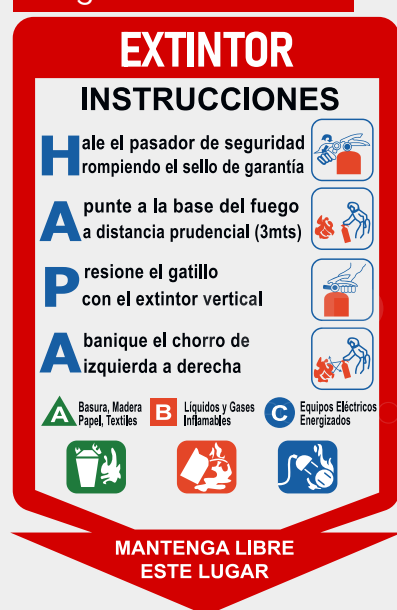 EXTINTOR
INSTRUCCIONES
Hale el pasador de seguridad
rompiendo el sello de garantía
Apunte a la base del fuego
a distancia prudencial (3mts)
Presione el gatillo
con el extintor vertical
Abanique el chorro de
izquierda a derecha
A Basura, Madera
Papel, Textiles
B Líquidos y Gases
Inflamables
C Equipos Eléctricos
Energizados
MANTENGA LIBRE
ESTE LUGAR